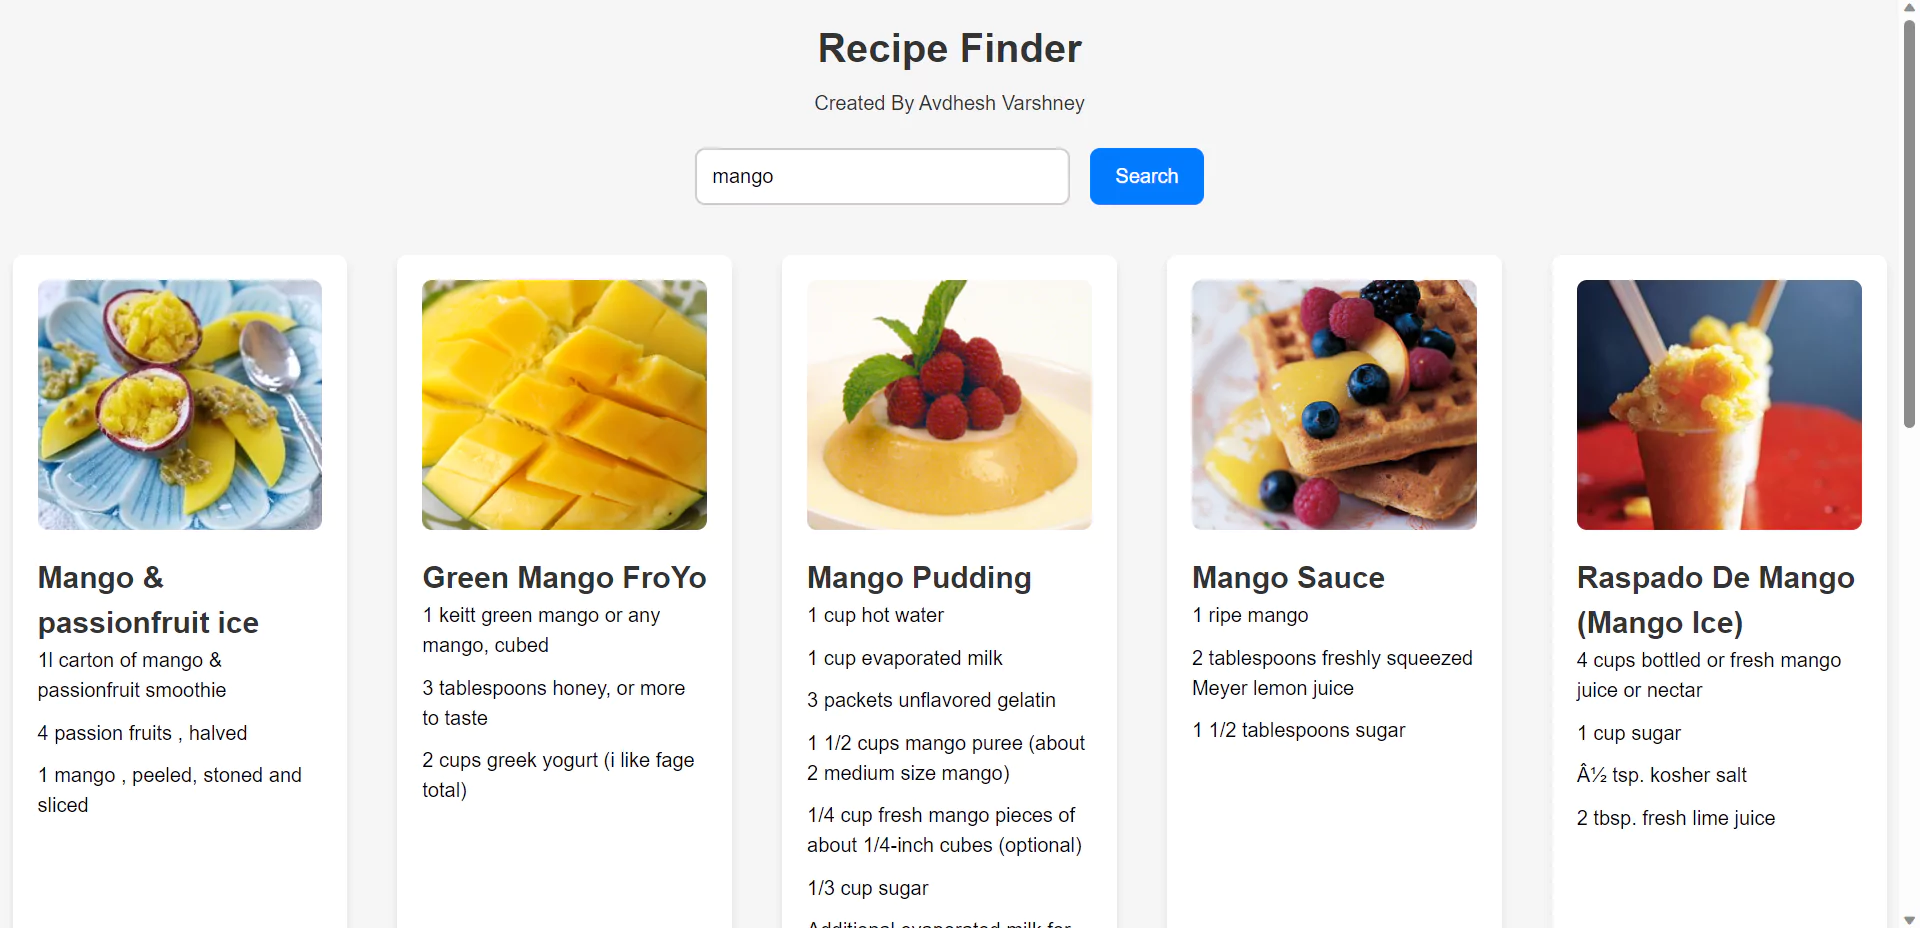 Recipe Finder
Created By Avdhesh Varshney
mango
Search
Mango &
passionfruit ice
1l carton of mango &
passionfruit smoothie
4 passion fruits , halved
1 mango , peeled, stoned and
sliced
Green Mango FroYo
1 keitt green mango or any
mango, cubed
3 tablespoons honey, or more
to taste
2 cups greek yogurt (i like fage
total)
Mango Pudding
1 cup hot water
1 cup evaporated milk
3 packets unflavored gelatin
1 1/2 cups mango puree (about
2 medium size mango)
1/4 cup fresh mango pieces of
about 1/4-inch cubes (optional)
1/3 cup sugar
Additional evaporated milk for
Mango Sauce
1 ripe mango
2 tablespoons freshly squeezed
Meyer lemon juice
1 1/2 tablespoons sugar
Raspado De Mango
(Mango Ice)
4 cups bottled or fresh mango
juice or nectar
1 cup sugar
Â½ tsp. kosher salt
2 tbsp. fresh lime juice